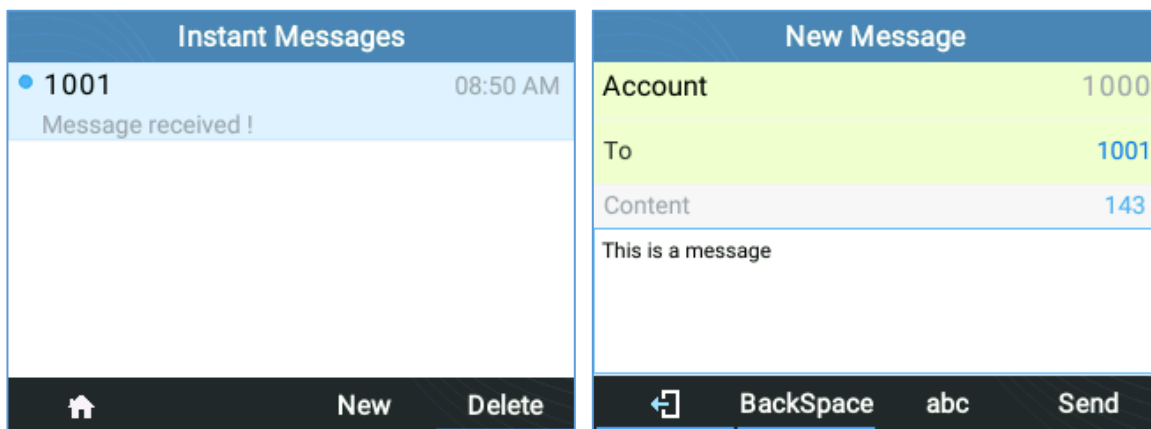 Instant Messages
1001 08:50 AM
Message received !
New Delete
New Message
Account 1000
To 1001
Content 143
This is a message
BackSpace abc Send